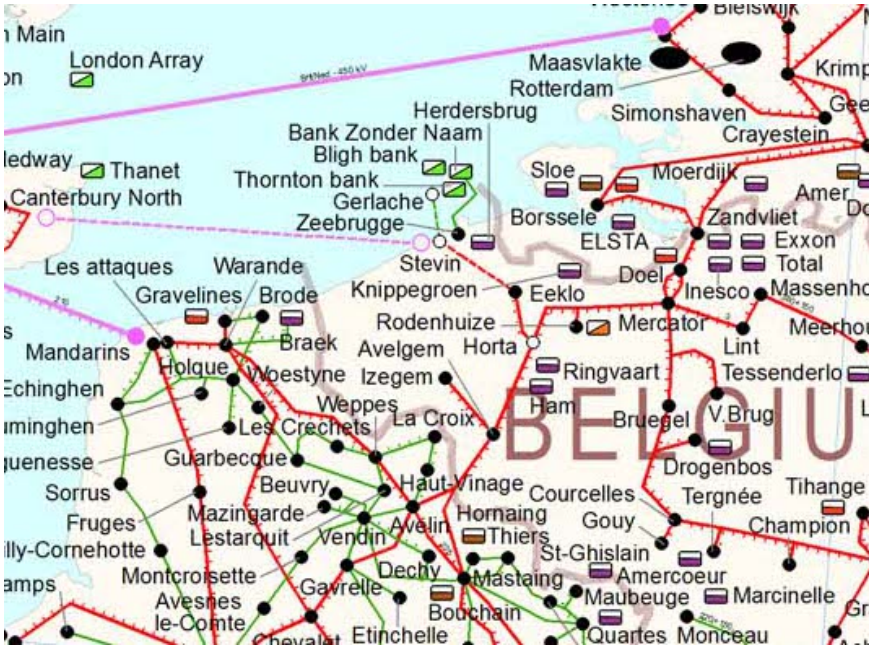 Bleiswijk
Main
London Array
BritNed - 450 kV
Maasvlakte
Rotterdam
Krimp
Simonshaven
Gee
Crayestein
Herdersbrug
Bank Zonder Naam
Bligh bank
Thornton bank
Gerlache
Zeebrugge
Medway
Thanet
Canterbury North
Sloe
Moerdijk
Amer
Borssele
ELSTA
Zandvliet
Exxon
Total
Doel
Inesco
Massenho
Stevin
Knippegroen
Eeklo
Les attaques
Warande
Gravelines
Brode
Braek
Mandarins
Holque
Woestyne
Rodenhuize
Mercator
Horta
Avelgem
Izegem
Lint
Meerhou
Ringvaart
Ham
Tessenderlo
Echinghen
uminghen
guenesse
Weppes
La Croix
Les Crechets
Guarbecque
BELGIU
Bruegel
V.Brug
Drogenbos
Sorrus
Fruges
Beuvry
Mazingarde
Lestarquit
Vendin
Avelin
Haut-Vinage
Hornaing
Thiers
Courcelles
Gouy
Tergnée
Tihange
Champion
illy-Cornehotte
amps
Montcroisette
Avesnes
le-Comte
Gavrelle
Dechy
Mastaing
Bouchain
St-Ghislain
Amercoeur
Maubeuge
Marcinelle
Chevalet
Etinchelle
Quartes
Monceau
Gr